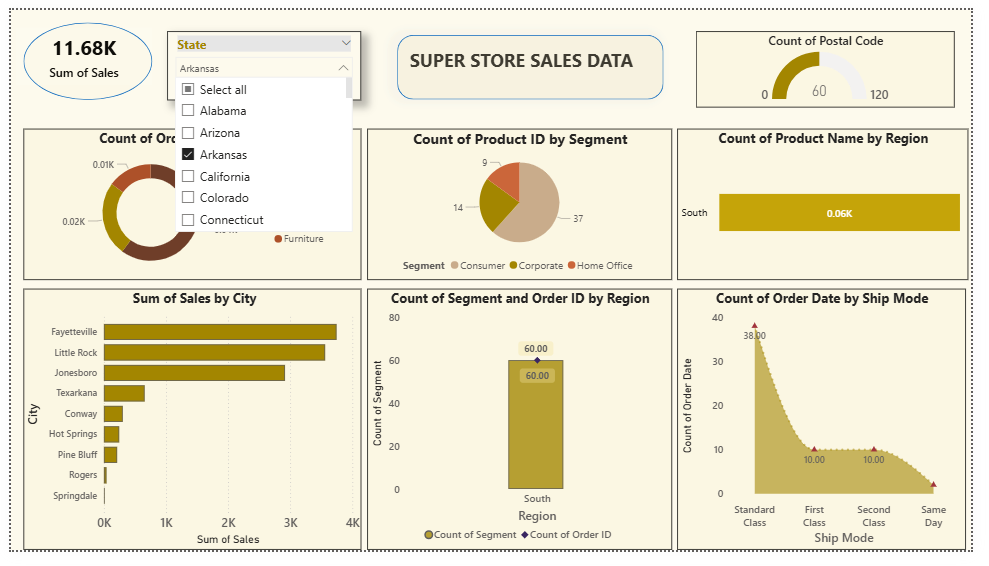 11.68K
Sum of Sales
State
Arkansas
Select all
Alabama
Arizona
Arkansas
California
Colorado
Connecticut
SUPER STORE SALES DATA
Count of Postal Code
0
60
120
Count of Ord
0.01K
0.02K
Furniture
Count of Product ID by Segment
9
14
37
Segment Consumer Corporate Home Office
Count of Product Name by Region
South
0.06K
Sum of Sales by City
City
Fayetteville
Little Rock
Jonesboro
Texarkana
Conway
Hot Springs
Pine Bluff
Rogers
Springdale
0K 1K 2K 3K 4K
Sum of Sales
Count of Segment and Order ID by Region
Count of Segment
80
60
40
20
0
60.00
60.00
South
Region
Count of Segment Count of Order ID
Count of Order Date by Ship Mode
Count of Order Date
40
30
20
10
0
38.00
10.00
10.00
Standard Class
First Class
Second Class
Same Day
Ship Mode